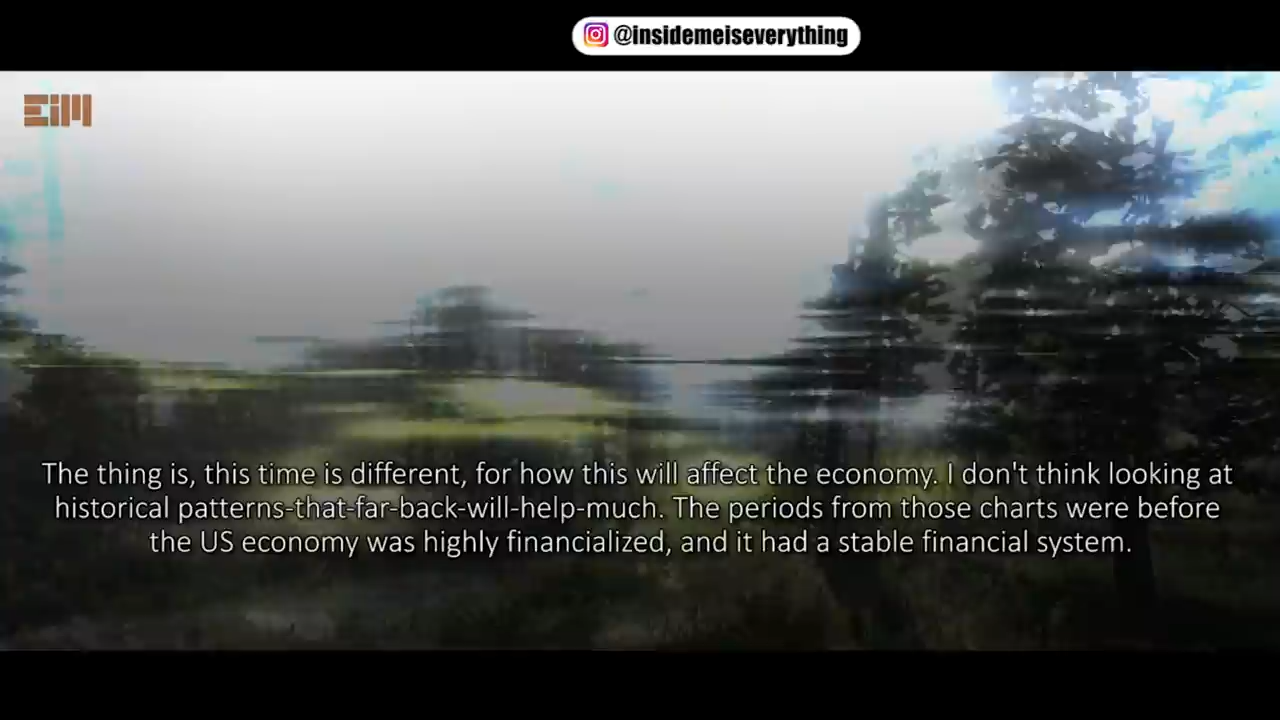 @insidemeiseverything
EiM
The thing is, this time is different, for how this will affect the economy. I don't think looking at
historical patterns-that-far-back-will-help-much. The periods from those charts were before
the US economy was highly financialized, and it had a stable financial system.